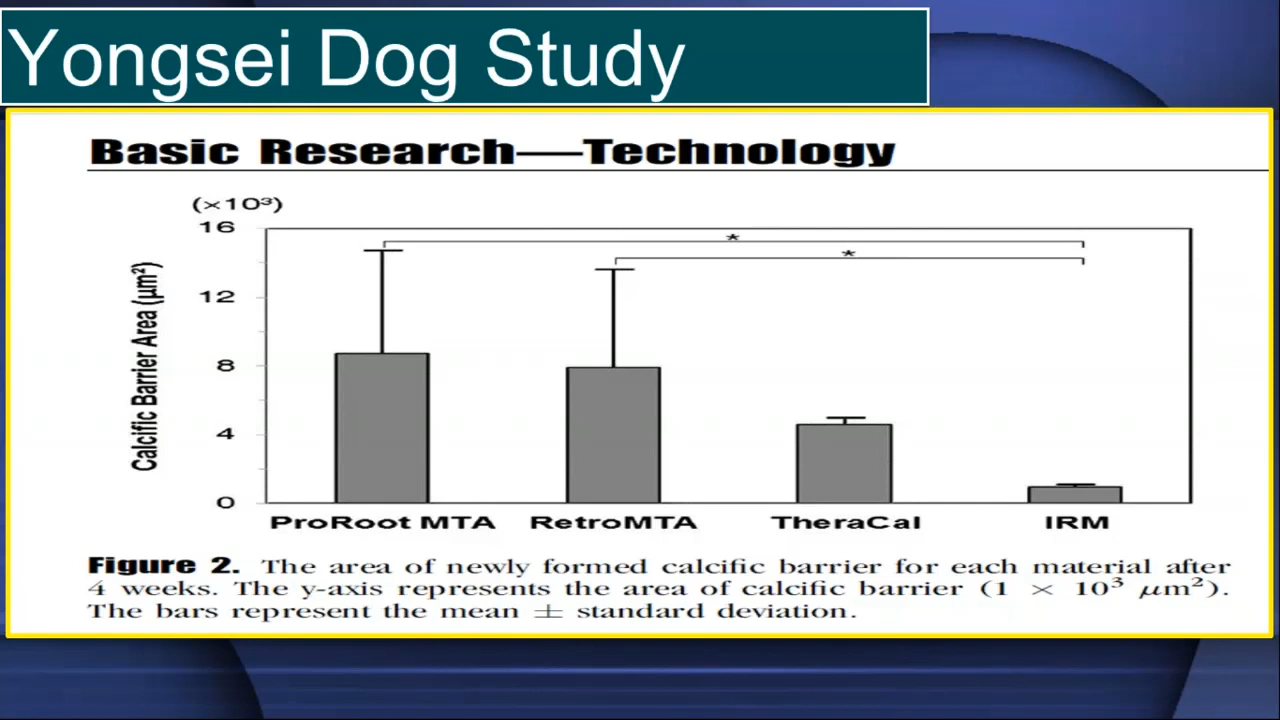 Yongsei Dog Study
Basic Research—Technology
(×10³)
16
12
8
4
0
Calcific Barrier Area (μm²)
*
*
ProRoot MTA RetroMTA TheraCal IRM
Figure 2. The area of newly formed calcific barrier for each material after
4 weeks. The y-axis represents the area of calcific barrier (1 × 10³ μm²).
The bars represent the mean ± standard deviation.